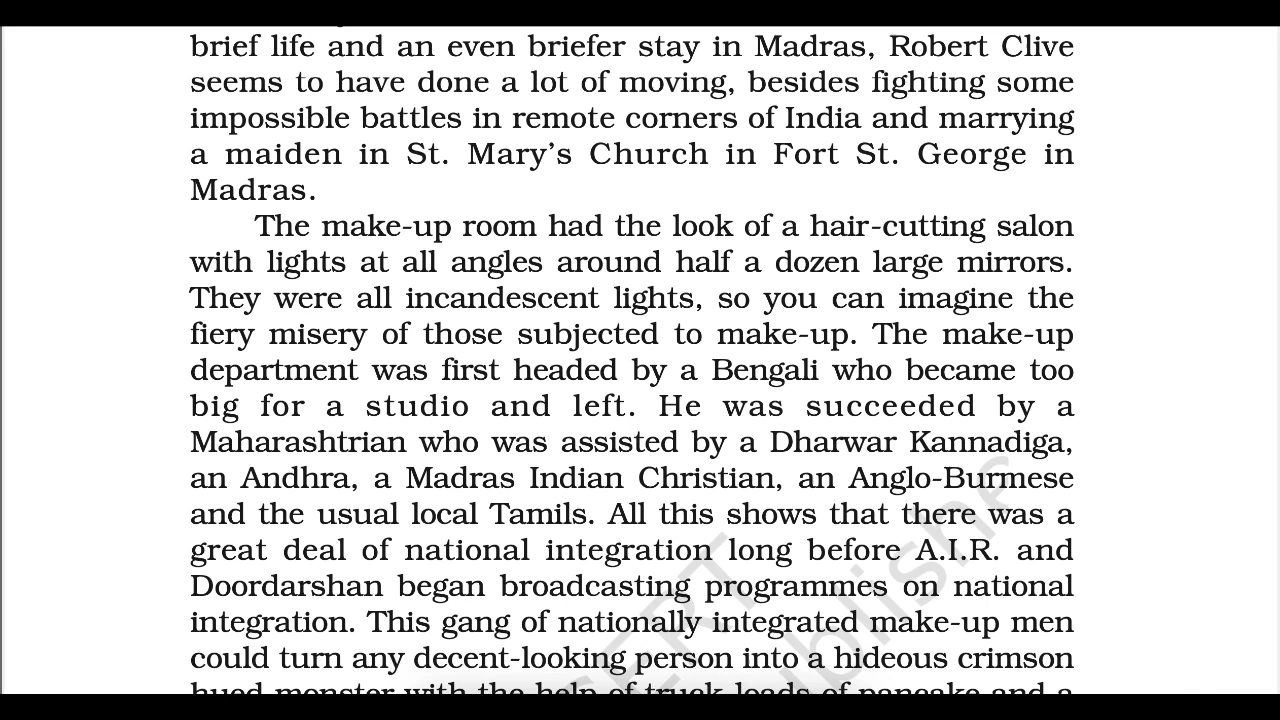 brief life and an even briefer stay in Madras, Robert Clive
seems to have done a lot of moving, besides fighting some
impossible battles in remote corners of India and marrying
a maiden in St. Mary’s Church in Fort St. George in
Madras.
The make-up room had the look of a hair-cutting salon
with lights at all angles around half a dozen large mirrors.
They were all incandescent lights, so you can imagine the
fiery misery of those subjected to make-up. The make-up
department was first headed by a Bengali who became too
big for a studio and left. He was succeeded by a
Maharashtrian who was assisted by a Dharwar Kannadiga,
an Andhra, a Madras Indian Christian, an Anglo-Burmese
and the usual local Tamils. All this shows that there was a
great deal of national integration long before A.I.R. and
Doordarshan began broadcasting programmes on national
integration. This gang of nationally integrated make-up men
could turn any decent-looking person into a hideous crimson
hued monster with the help of truck-loads of pancake and a